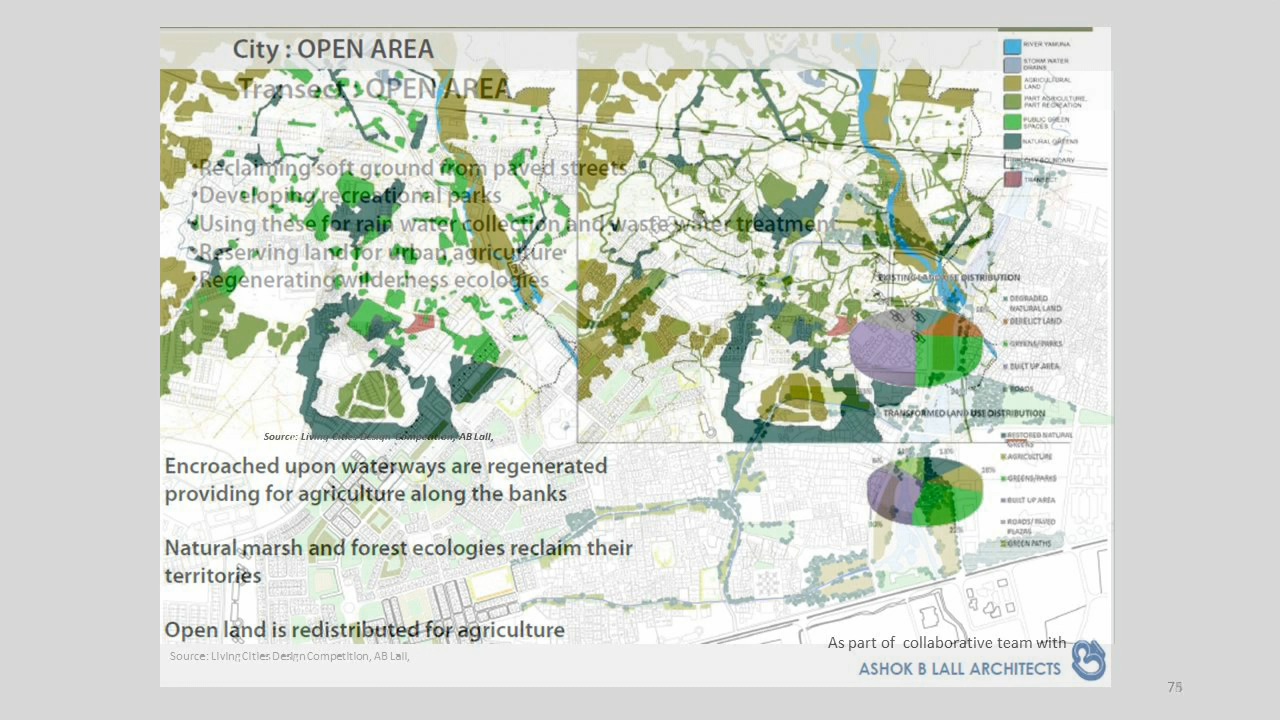 City : OPEN AREA
Transect : OPEN AREA
•Reclaiming soft ground from paved streets
•Developing recreational parks
•Using these for rain water collection and waste water treatment
•Reserving land for urban agriculture
•Regenerating wilderness ecologies
RIVER YAMUNA
STORM WATER
DRAINS
AGRICULTURAL
LAND
PART AGRICULTURE,
PART RECREATION
PUBLIC GREEN
SPACES
NATURAL GREENS
CITY BOUNDARY
TRANSECT
EXISTING LAND USE DISTRIBUTION
DEGRADED
NATURAL LAND
DERELICT LAND
GREENS/PARKS
BUILT UP AREA
ROADS
TRANSFORMED LAND USE DISTRIBUTION
RESTORED NATURAL
GREENS
AGRICULTURE
GREENS/PARKS
BUILT UP AREA
ROADS/ PAVED
PLAZAS
GREEN PATHS
Source: Living Cities Design Competition, AB Lall,
Encroached upon waterways are regenerated
providing for agriculture along the banks
Natural marsh and forest ecologies reclaim their
territories
Open land is redistributed for agriculture
Source: Living Cities Design Competition, AB Lall,
As part of collaborative team with
ASHOK B LALL ARCHITECTS